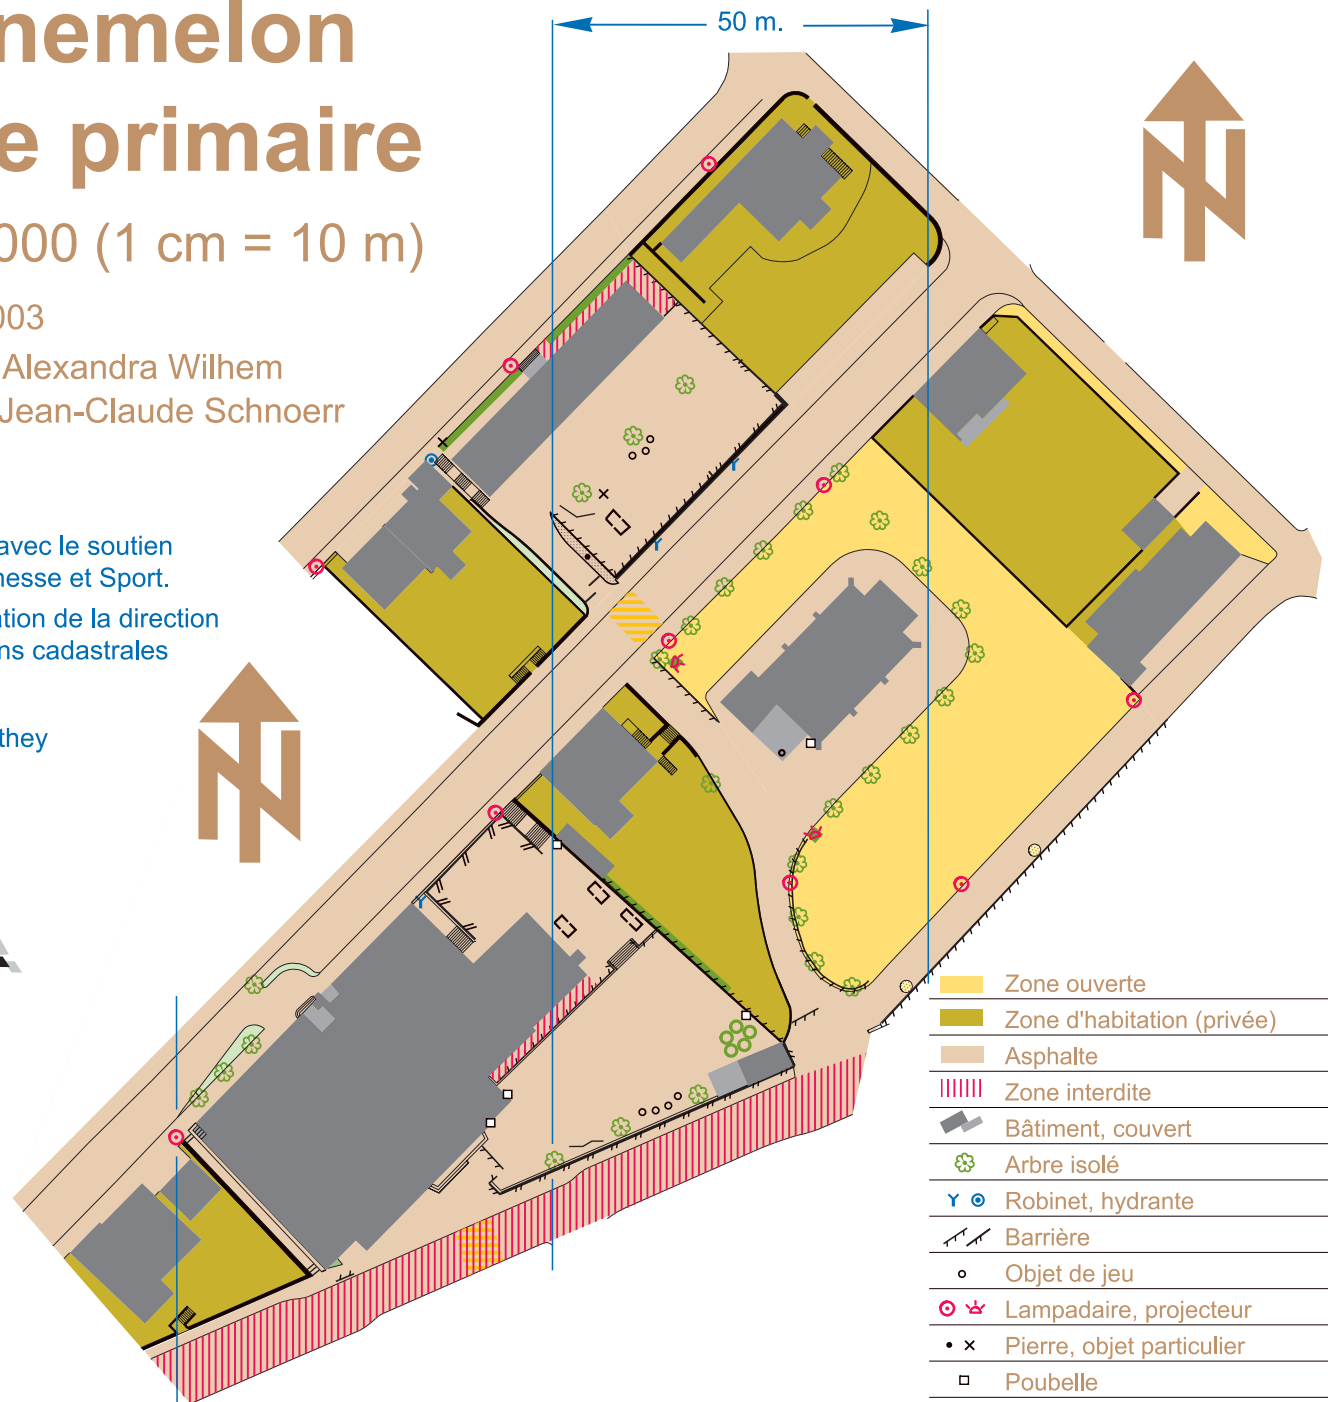 nemelon
e primaire
000 (1 cm = 10 m)
003
Alexandra Wilhem
Jean-Claude Schnoerr
avec le soutien
nesse et Sport.
ation de la direction
ns cadastrales
they
50 m.
N
N
Zone ouverte
Zone d'habitation (privée)
Asphalte
Zone interdite
Bâtiment, couvert
Arbre isolé
Robinet, hydrante
Barrière
Objet de jeu
Lampadaire, projecteur
Pierre, objet particulier
Poubelle